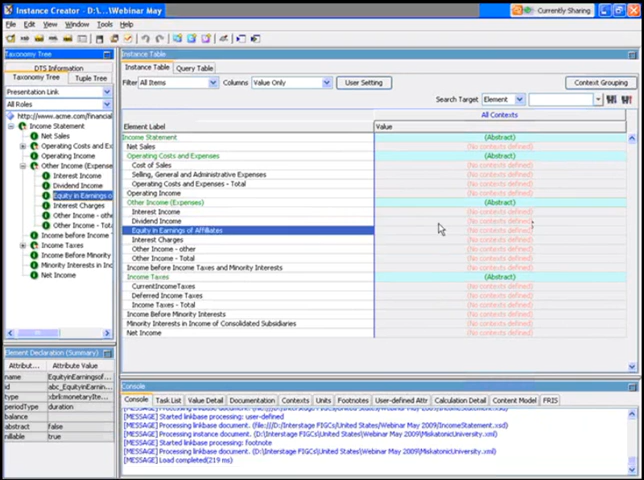 Instance Creator - D:\...\Webinar May
Currently Sharing
File Edit View Window Tools Help
Taxonomy Tree
DTS Information
Taxonomy Tree Tuple Tree
Presentation Link
All Roles
http://www.acme.com/financial
Income Statement
Net Sales
Operating Costs and Ex
Operating Income
Other Income (Expense
Interest Income
Dividend Income
Equity in Earnings o
Interest Charges
Other Income - othe
Other Income - Tot
Income before Income
Income Taxes
Income Before Minority
Minority Interests in Inc
Net Income
Element Declaration (Summary)
Attribut... Attribute Value
name EquityinEarningsof...
id abc_EquityinEarnin...
type xbrli:monetaryIte...
periodType duration
balance
abstract false
nillable true
Instance Table
Instance Table Query Table
Filter All Items Columns Value Only User Setting Context Grouping
Search Target Element
All Contexts
Element Label Value
Income Statement (Abstract)
Net Sales (No contexts defined)
Operating Costs and Expenses (Abstract)
Cost of Sales (No contexts defined)
Selling, General and Administrative Expenses (No contexts defined)
Operating Costs and Expenses - Total (No contexts defined)
Operating Income (No contexts defined)
Other Income (Expenses) (Abstract)
Interest Income (No contexts defined)
Dividend Income (No contexts defined)
Equity in Earnings of Affiliates (No contexts defined)
Interest Charges (No contexts defined)
Other Income - other (No contexts defined)
Other Income - Total (No contexts defined)
Income before Income Taxes and Minority Interests (No contexts defined)
Income Taxes (Abstract)
CurrentIncomeTaxes (No contexts defined)
Deferred Income Taxes (No contexts defined)
Income Taxes - Total (No contexts defined)
Income Before Minority Interests (No contexts defined)
Minority Interests in Income of Consolidated Subsidiaries (No contexts defined)
Net Income (No contexts defined)
Console
Console Task List Value Detail Documentation Contexts Units Footnotes User-defined Attr Calculation Detail Content Model FRIS
[MESSAGE] Processing linkbase document. (file:///D:/Interstage FIGCs/United States/Webinar May 2009/IncomeStatement.xsd)
[MESSAGE] Started linkbase processing: user-defined
[MESSAGE] Processing instance document. (D:\Interstage FIGCs\United States\Webinar May 2009\MiskatonicUniversity.xml)
[MESSAGE] Started linkbase processing: footnote
[MESSAGE] Processing linkbase document. (D:\Interstage FIGCs\United States\Webinar May 2009\MiskatonicUniversity.xml)
[MESSAGE] Load completed(219 ms)